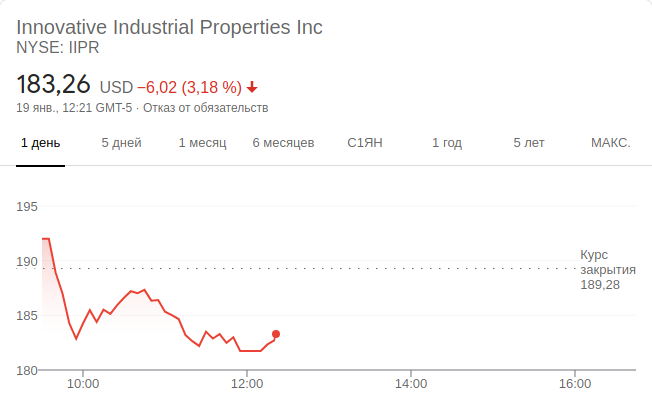 Innovative Industrial Properties Inc
NYSE: IIPR
183,26 USD −6,02 (3,18 %)
19 янв., 12:21 GMT-5 · Отказ от обязательств
1 день 5 дней 1 месяц 6 месяцев С1ЯН 1 год 5 лет МАКС.
195
190
185
180
Курс
закрытия
189,28
10:00 12:00 14:00 16:00